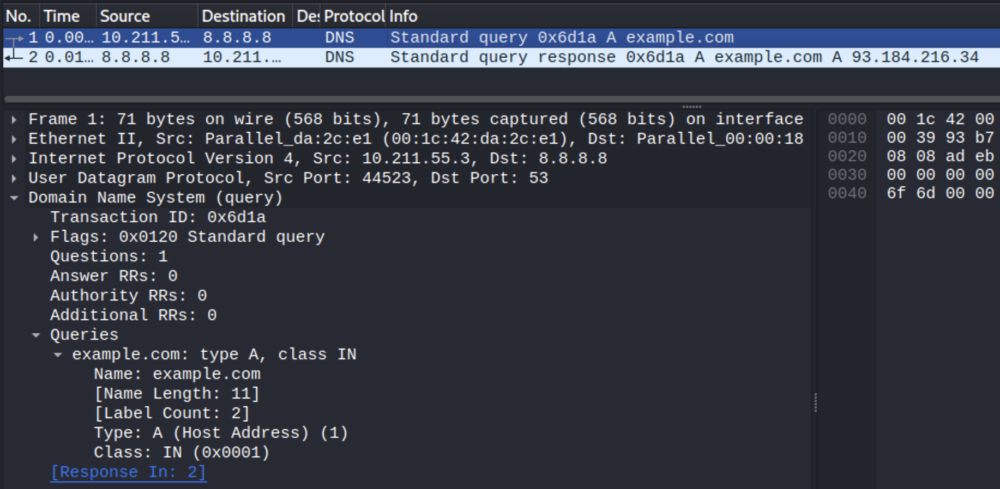 No. Time Source Destination Des Protocol Info
1 0.00… 10.211.5… 8.8.8.8 DNS Standard query 0x6d1a A example.com
2 0.01… 8.8.8.8 10.211.… DNS Standard query response 0x6d1a A example.com A 93.184.216.34
Frame 1: 71 bytes on wire (568 bits), 71 bytes captured (568 bits) on interface
Ethernet II, Src: Parallel_da:2c:e1 (00:1c:42:da:2c:e1), Dst: Parallel_00:00:18
Internet Protocol Version 4, Src: 10.211.55.3, Dst: 8.8.8.8
User Datagram Protocol, Src Port: 44523, Dst Port: 53
Domain Name System (query)
Transaction ID: 0x6d1a
Flags: 0x0120 Standard query
Questions: 1
Answer RRs: 0
Authority RRs: 0
Additional RRs: 0
Queries
example.com: type A, class IN
Name: example.com
[Name Length: 11]
[Label Count: 2]
Type: A (Host Address) (1)
Class: IN (0x0001)
[Response In: 2]
0000 00 1c 42 00
0010 00 39 93 b7
0020 08 08 ad eb
0030 00 00 00 00
0040 6f 6d 00 00